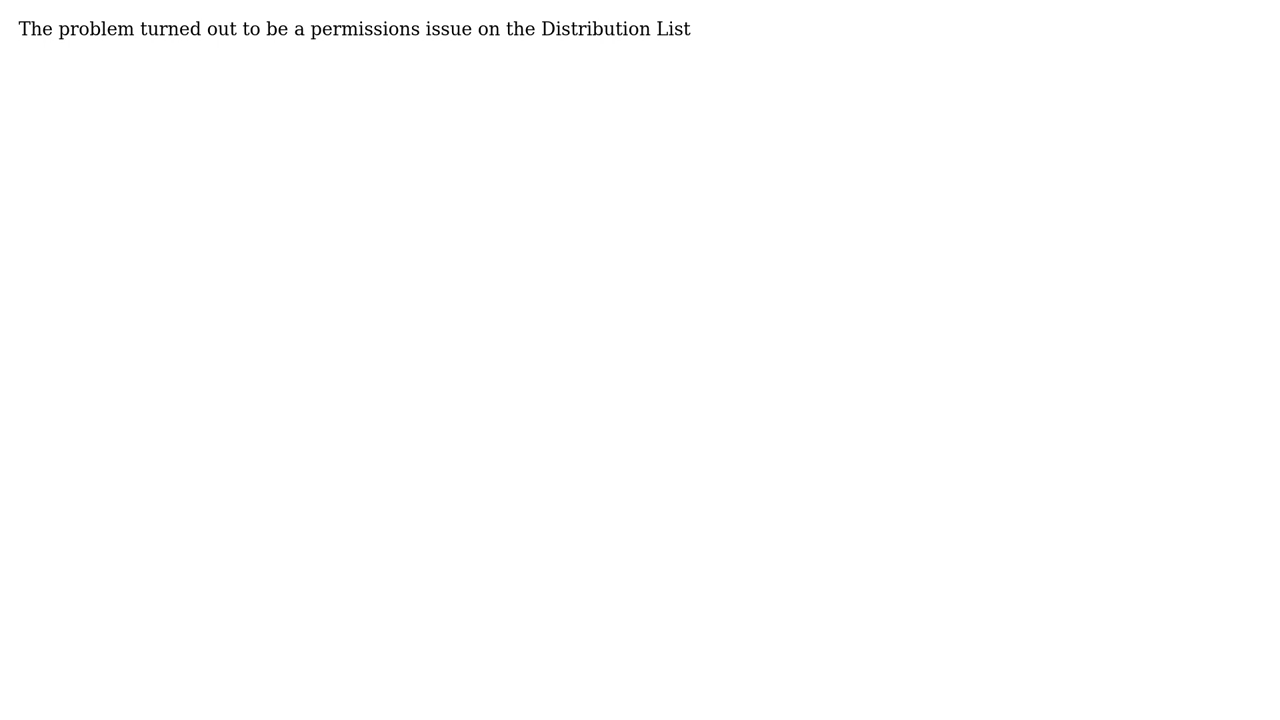 The problem turned out to be a permissions issue on the Distribution List